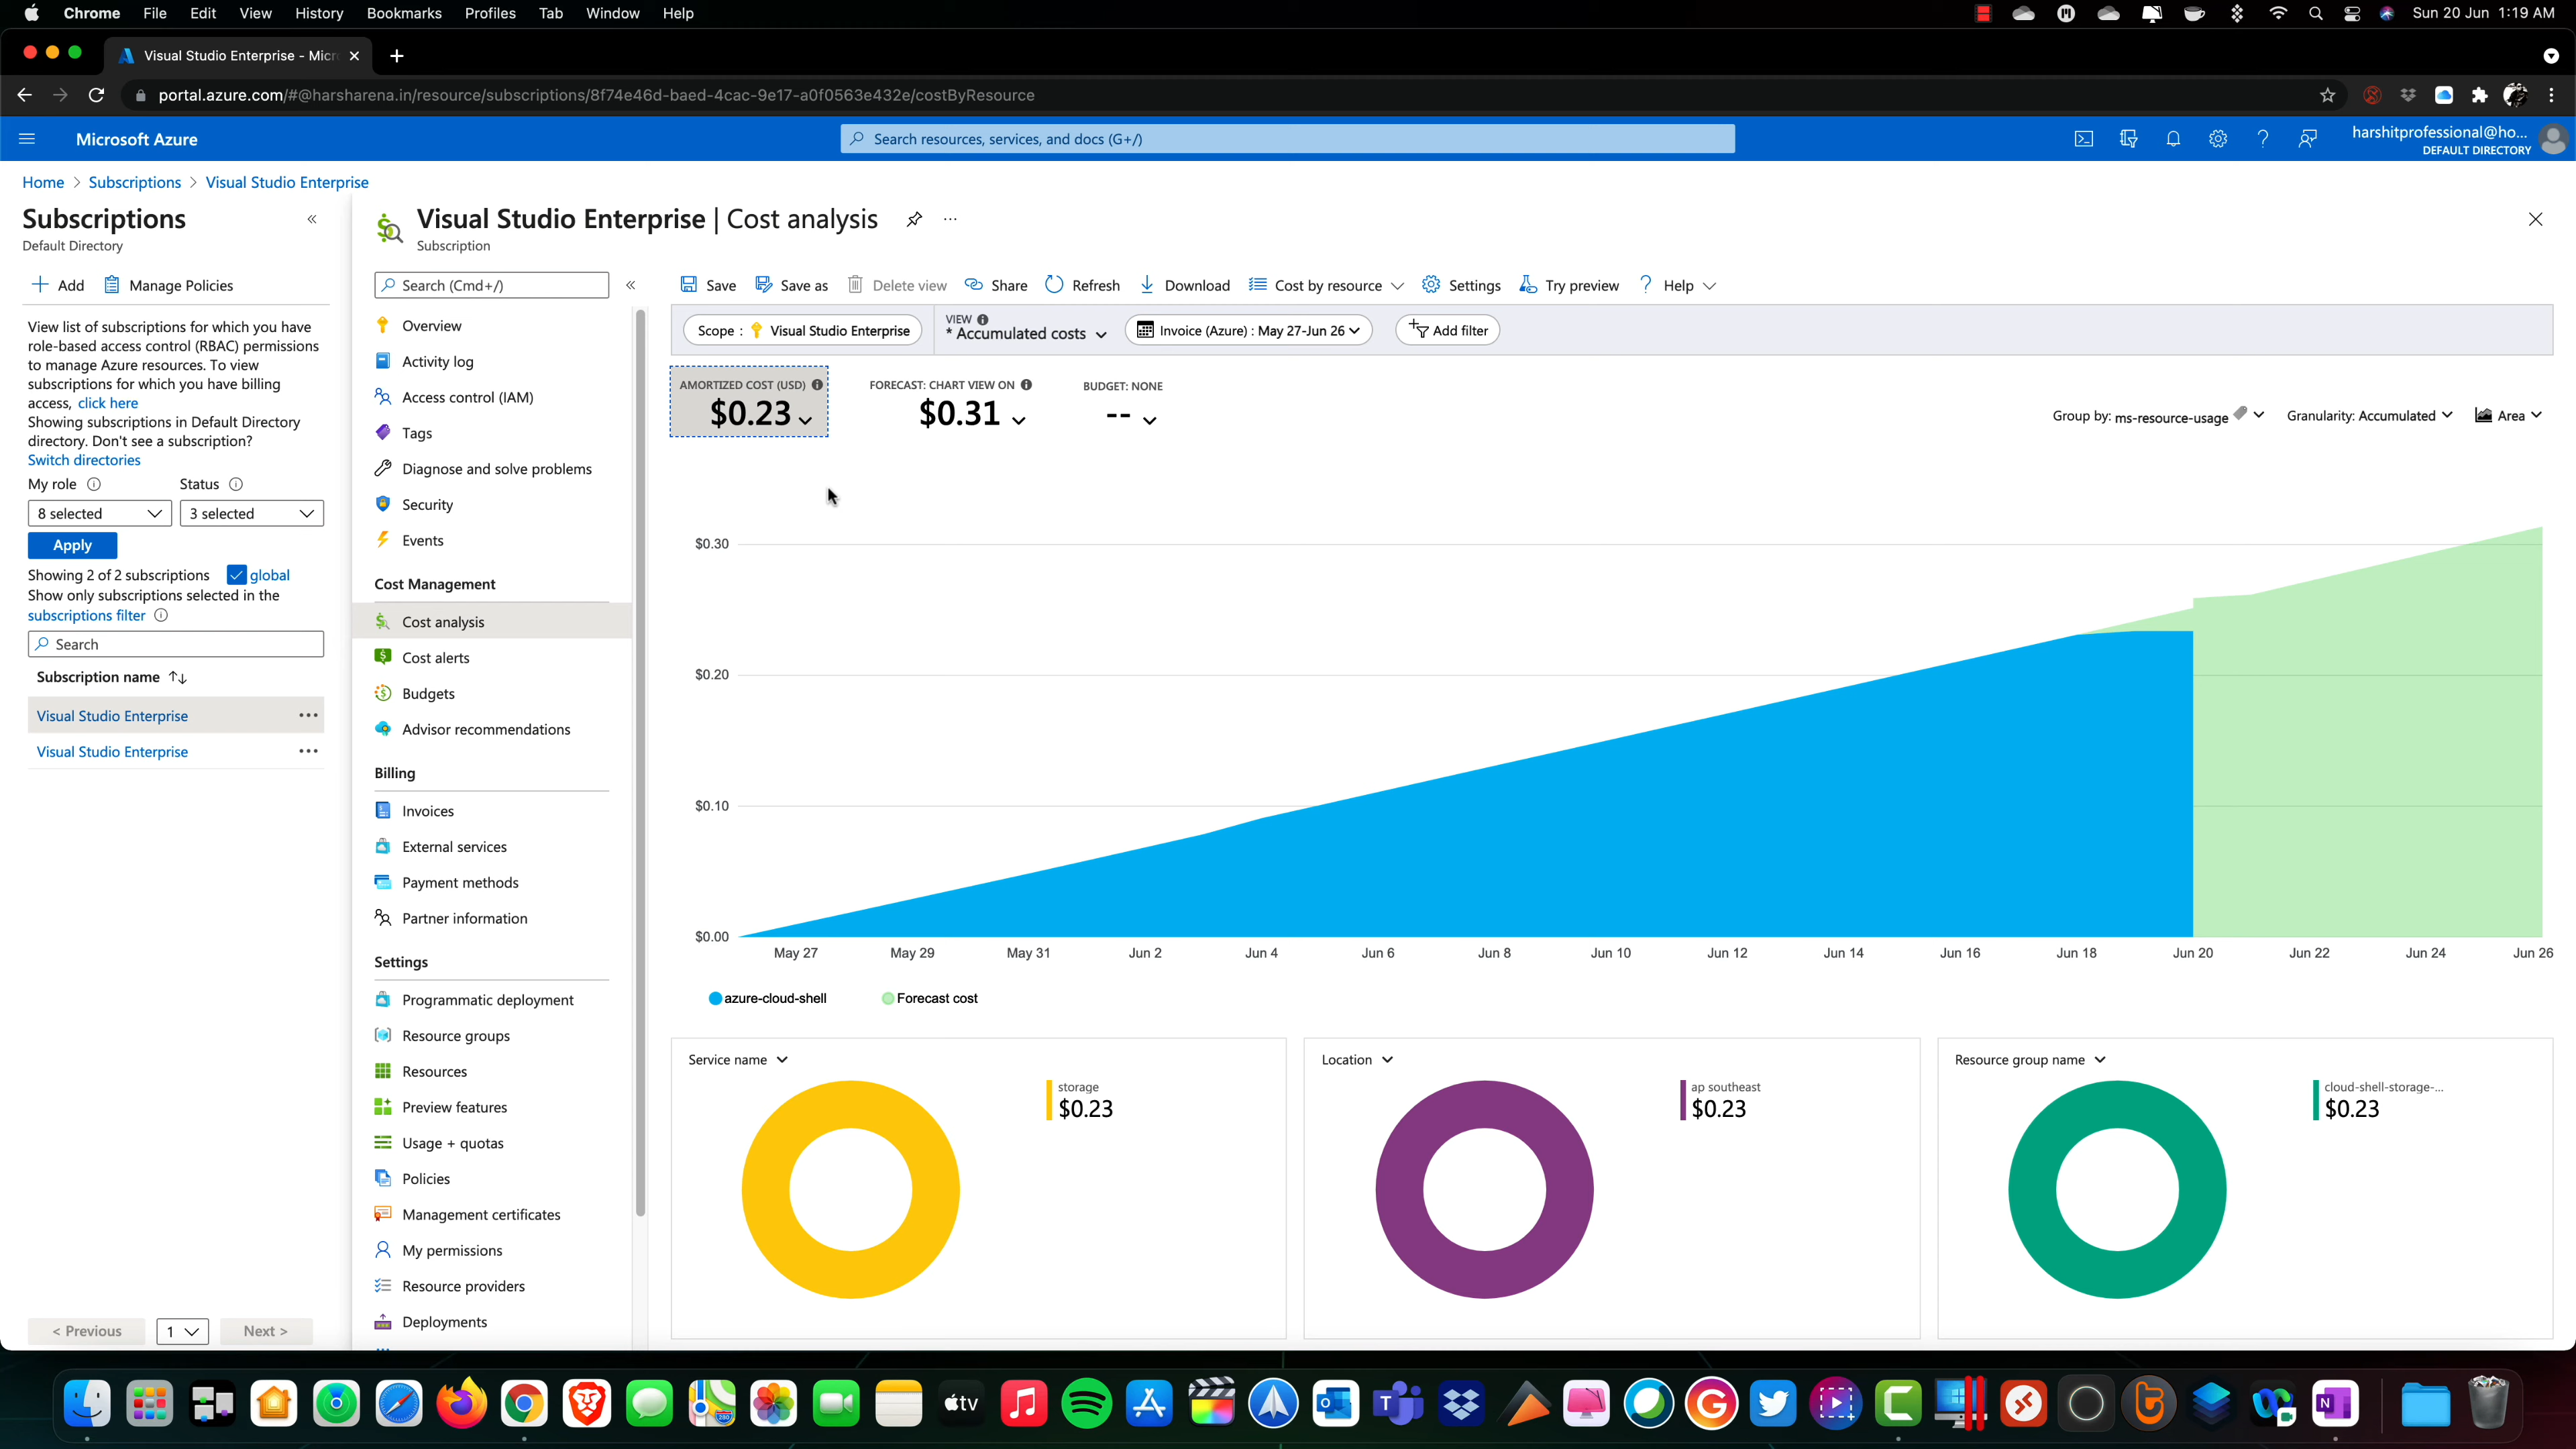 Chrome File Edit View History Bookmarks Profiles Tab Window Help
Sun 20 Jun 1:19 AM
Visual Studio Enterprise - Micr
portal.azure.com/#@harsharena.in/resource/subscriptions/8f74e46d-baed-4cac-9e17-a0f0563e432e/costByResource
Microsoft Azure
Search resources, services, and docs (G+/)
harshitprofessional@ho...
DEFAULT DIRECTORY
Home > Subscriptions > Visual Studio Enterprise
Subscriptions
Default Directory
Add Manage Policies
View list of subscriptions for which you have
role-based access control (RBAC) permissions
to manage Azure resources. To view
subscriptions for which you have billing
access, click here
Showing subscriptions in Default Directory
directory. Don't see a subscription?
Switch directories
My role Status
8 selected 3 selected
Apply
Showing 2 of 2 subscriptions global
Show only subscriptions selected in the
subscriptions filter
Search
Subscription name
Visual Studio Enterprise
Visual Studio Enterprise
< Previous 1 Next >
Visual Studio Enterprise | Cost analysis
Subscription
Search (Cmd+/)
Overview
Activity log
Access control (IAM)
Tags
Diagnose and solve problems
Security
Events
Cost Management
Cost analysis
Cost alerts
Budgets
Advisor recommendations
Billing
Invoices
External services
Payment methods
Partner information
Settings
Programmatic deployment
Resource groups
Resources
Preview features
Usage + quotas
Policies
Management certificates
My permissions
Resource providers
Deployments
Save Save as Delete view Share Refresh Download Cost by resource Settings Try preview Help
Scope : Visual Studio Enterprise
VIEW
* Accumulated costs
Invoice (Azure) : May 27-Jun 26
Add filter
AMORTIZED COST (USD)
$0.23
FORECAST: CHART VIEW ON
$0.31
BUDGET: NONE
--
Group by: ms-resource-usage Granularity: Accumulated Area
$0.30
$0.20
$0.10
$0.00
May 27 May 29 May 31 Jun 2 Jun 4 Jun 6 Jun 8 Jun 10 Jun 12 Jun 14 Jun 16 Jun 18 Jun 20 Jun 22 Jun 24 Jun 26
azure-cloud-shell Forecast cost
Service name
storage
$0.23
Location
ap southeast
$0.23
Resource group name
cloud-shell-storage-...
$0.23
tv